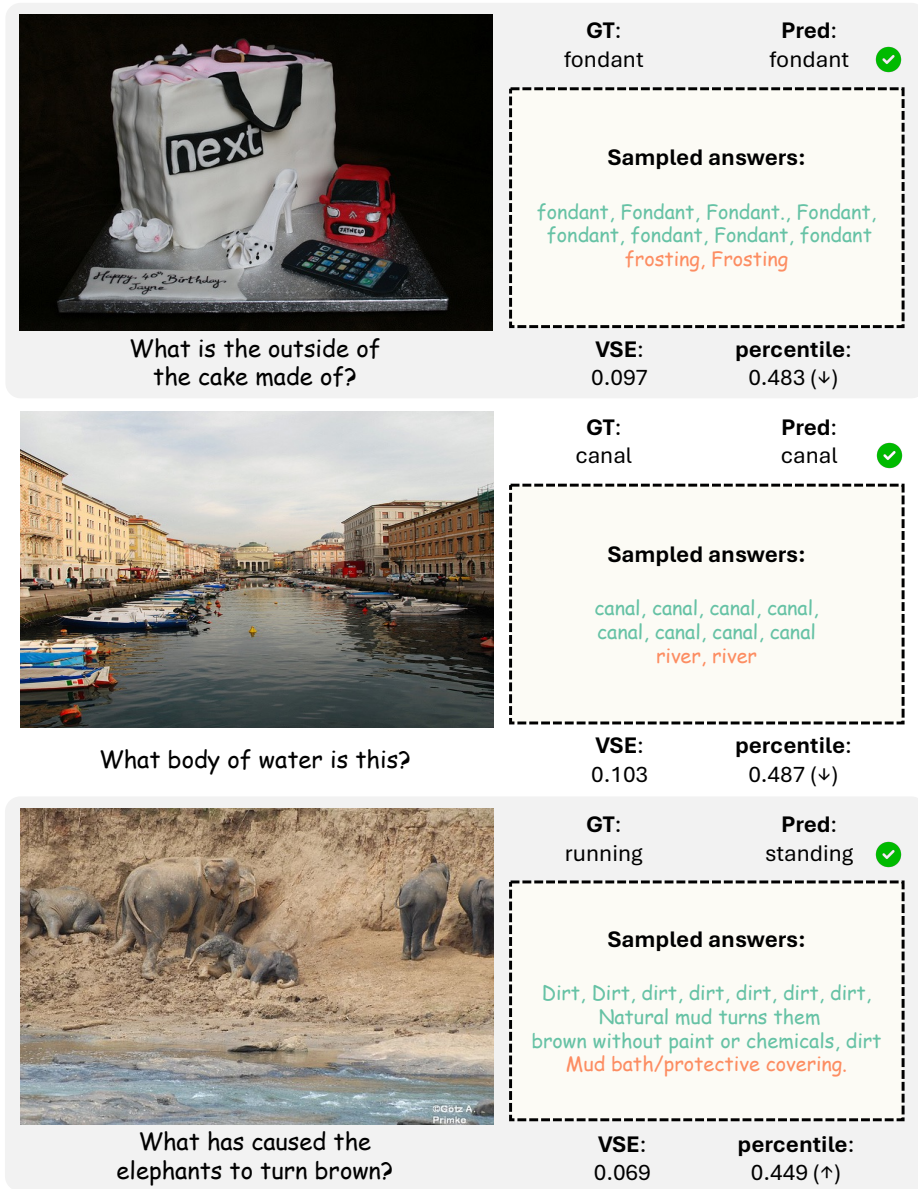 GT:
Pred:
fondant
fondant
next
JAYNE 40
Happy. 40th Birthday.
Jayne
Sampled answers:
fondant, Fondant, Fondant., Fondant,
fondant, fondant, Fondant, fondant
frosting, Frosting
What is the outside of
the cake made of?
VSE:
percentile:
0.097
0.483 (↓)
GT:
Pred:
canal
canal
Sampled answers:
canal, canal, canal, canal,
canal, canal, canal, canal
river, river
What body of water is this?
VSE:
percentile:
0.103
0.487 (↓)
GT:
Pred:
running
standing
Sampled answers:
Dirt, Dirt, dirt, dirt, dirt, dirt, dirt,
Natural mud turns them
brown without paint or chemicals, dirt
Mud bath/protective covering.
©Gotz A.
Primke
What has caused the
elephants to turn brown?
VSE:
percentile:
0.069
0.449 (↑)